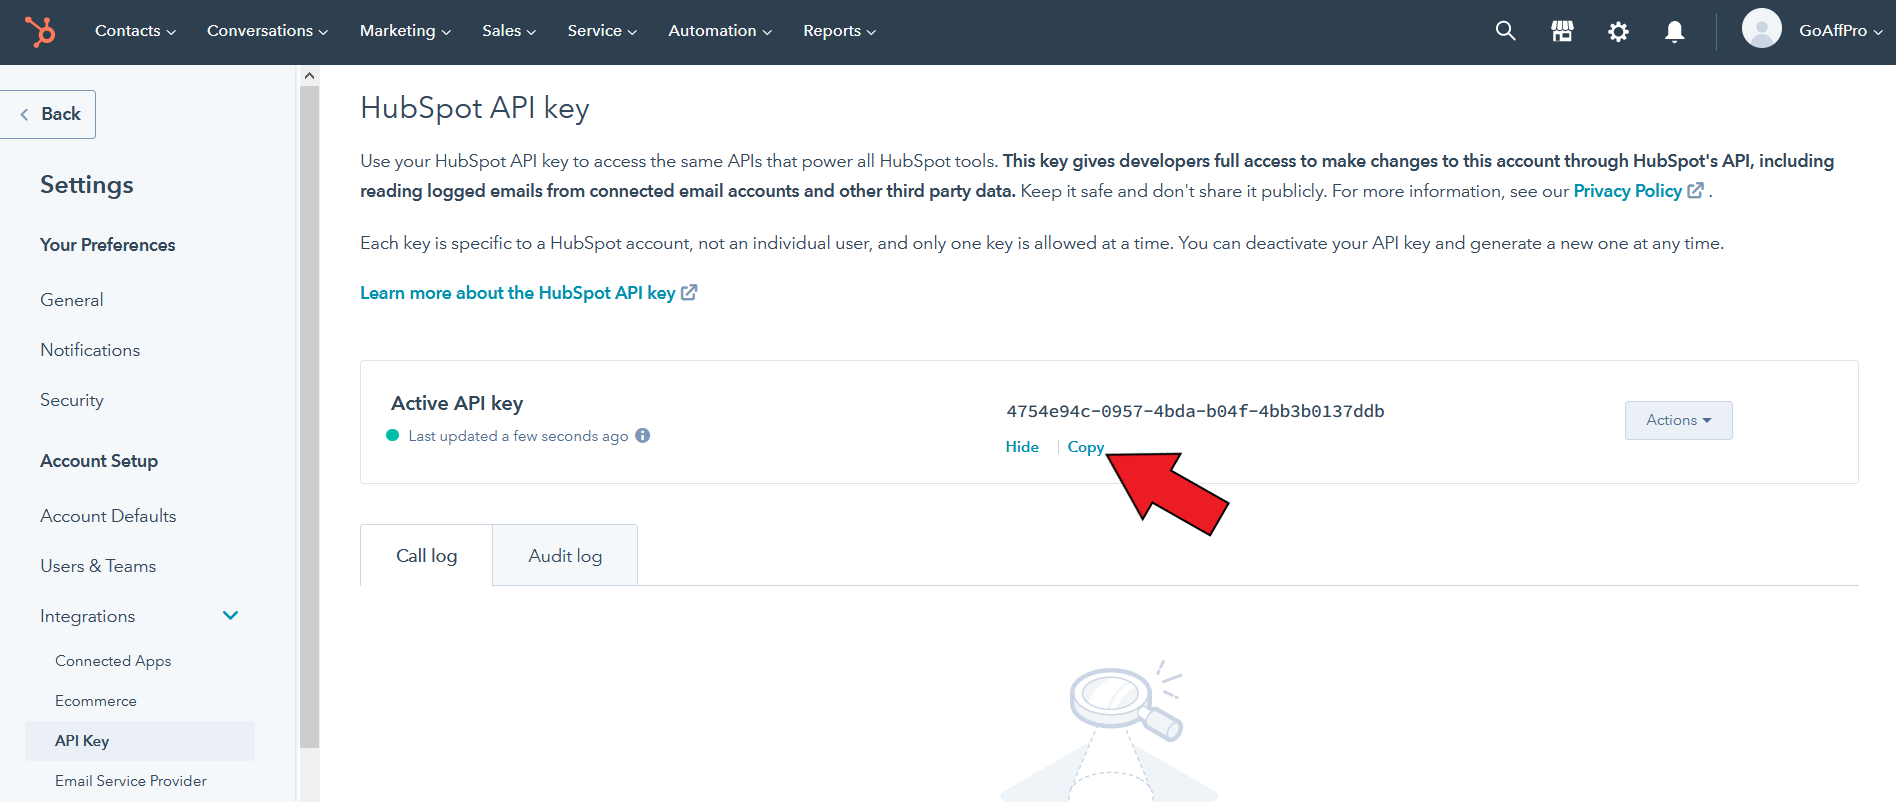 Contacts
Conversations
Marketing
Sales
Service
Automation
Reports
GoAffPro
Back
Settings
Your Preferences
General
Notifications
Security
Account Setup
Account Defaults
Users & Teams
Integrations
Connected Apps
Ecommerce
API Key
Email Service Provider
HubSpot API key
Use your HubSpot API key to access the same APIs that power all HubSpot tools. This key gives developers full access to make changes to this account through HubSpot's API, including
reading logged emails from connected email accounts and other third party data. Keep it safe and don't share it publicly. For more information, see our Privacy Policy .
Each key is specific to a HubSpot account, not an individual user, and only one key is allowed at a time. You can deactivate your API key and generate a new one at any time.
Learn more about the HubSpot API key
Active API key
Last updated a few seconds ago
4754e94c-0957-4bda-b04f-4bb3b0137ddb
Hide
Copy
Actions
Call log
Audit log